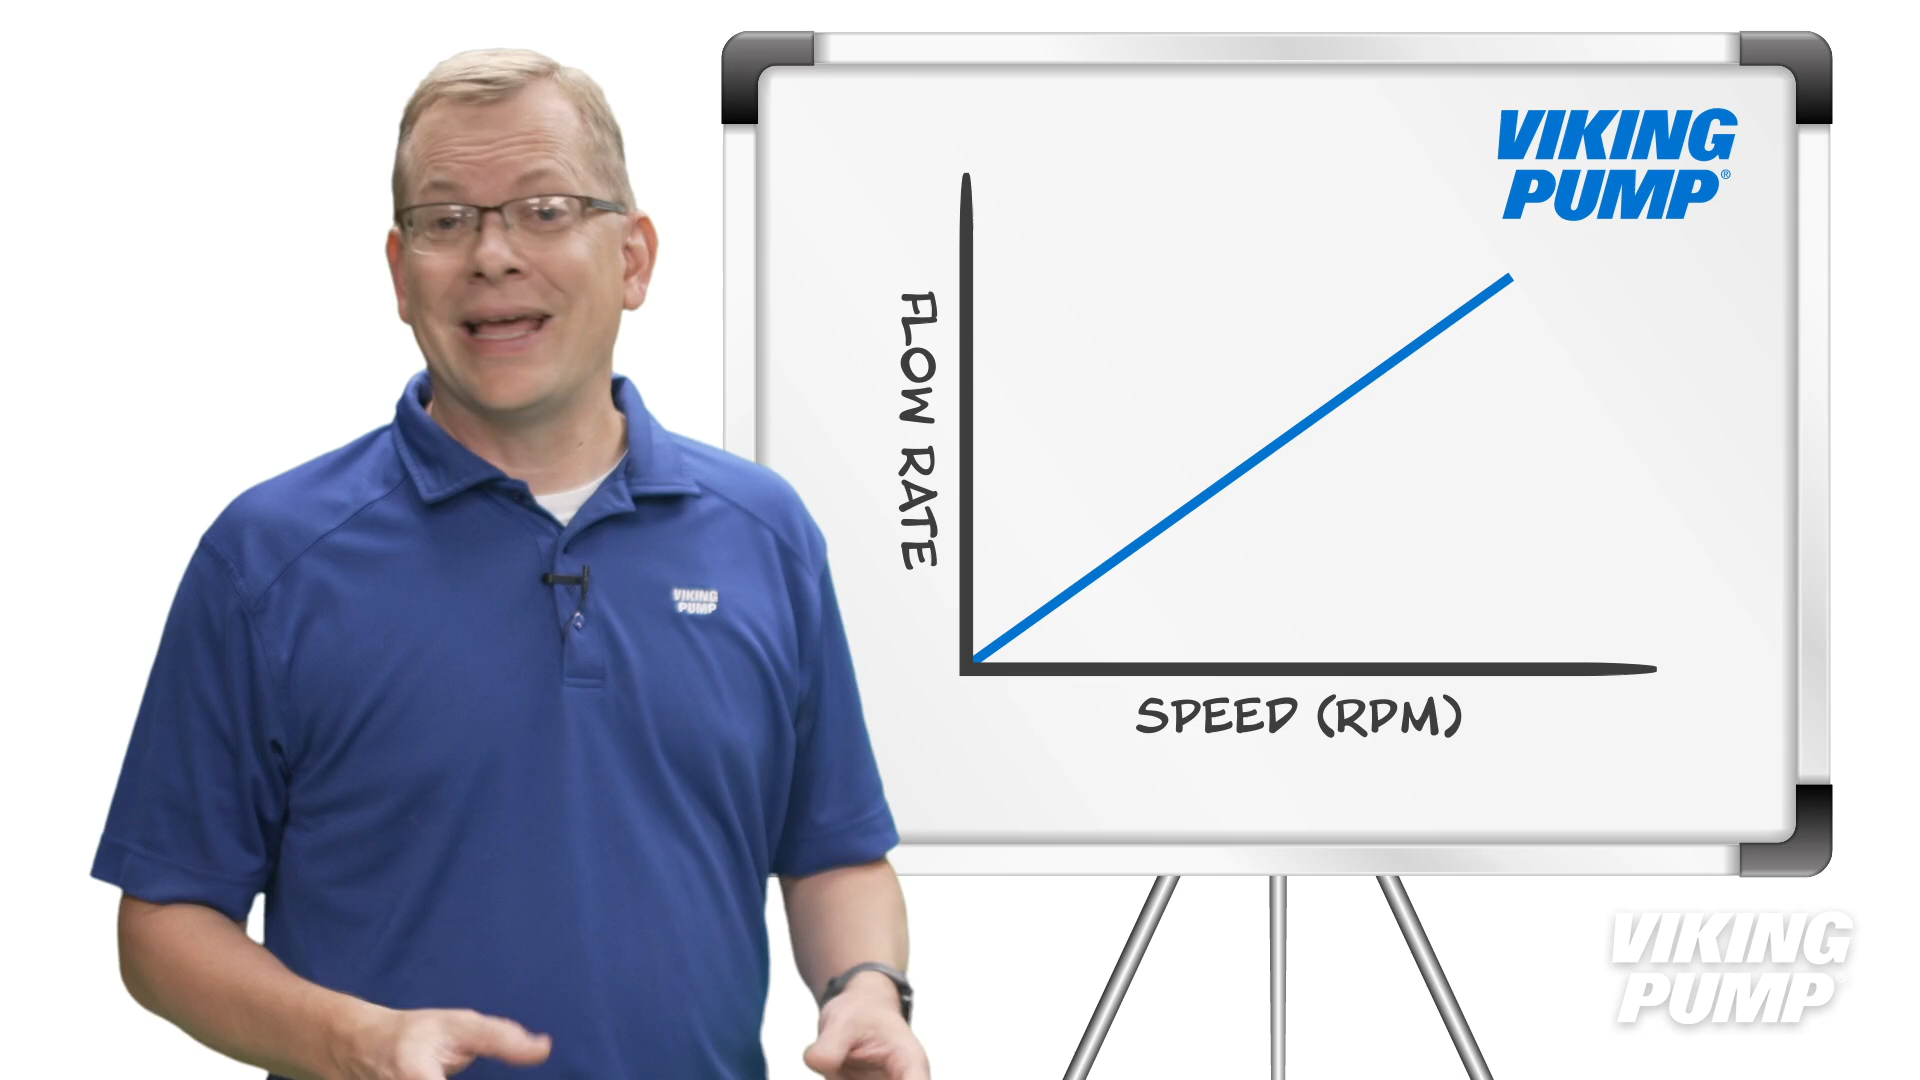 VIKING
PUMP®
FLOW RATE
SPEED (RPM)
VIKING
PUMP
VIKING
PUMP